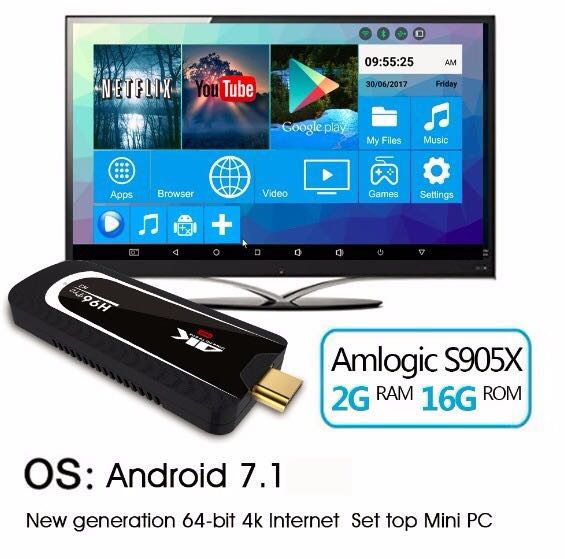 09:55:25 AM
30/06/2017 Friday
NETFLIX
YouTube
Google play
My Files
Music
Apps
Browser
Video
Games
Settings
H96 Pro
4K
Amlogic S905X
2G RAM 16G ROM
OS: Android 7.1
New generation 64-bit 4k Internet Set top Mini PC